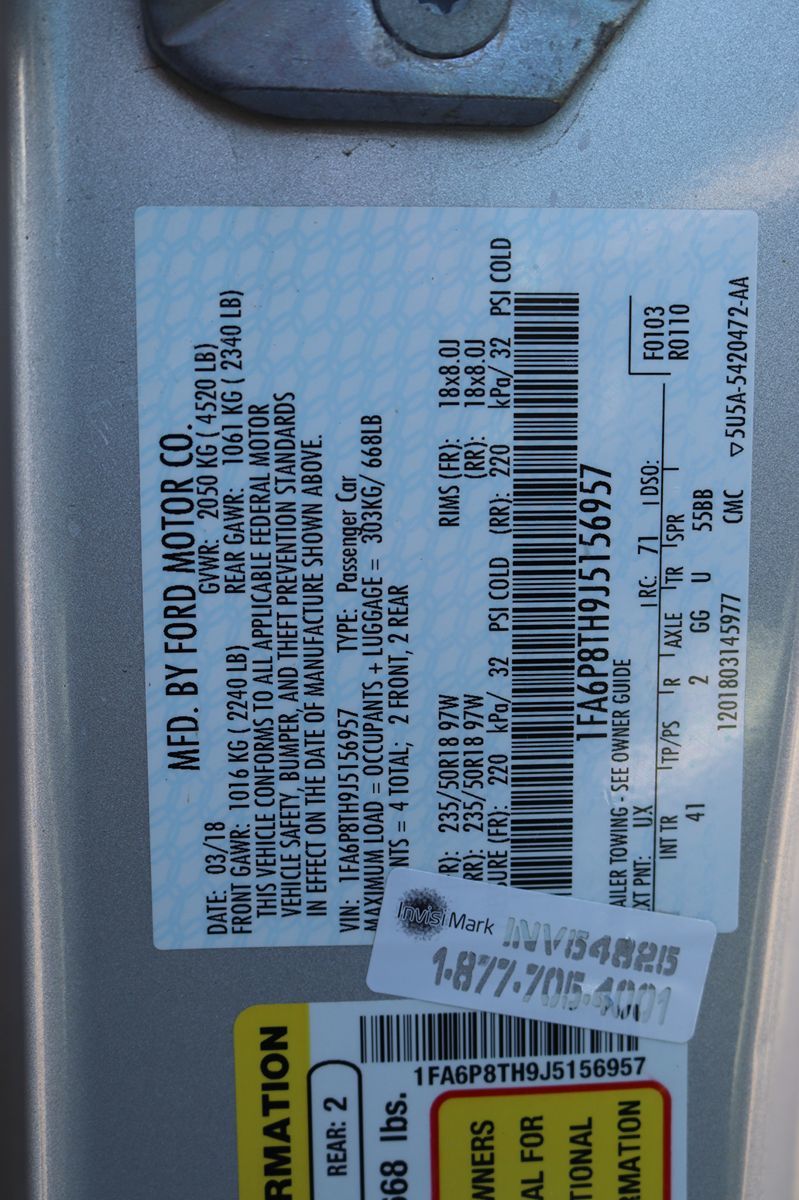 MFD. BY FORD MOTOR CO.
DATE: 03/18 GVWR: 2050 KG ( 4520 LB)
FRONT GAWR: 1016 KG ( 2240 LB) REAR GAWR: 1061 KG ( 2340 LB)
THIS VEHICLE CONFORMS TO ALL APPLICABLE FEDERAL MOTOR
VEHICLE SAFETY, BUMPER, AND THEFT PREVENTION STANDARDS
IN EFFECT ON THE DATE OF MANUFACTURE SHOWN ABOVE.
VIN: 1FA6P8TH9J5156957 TYPE: Passenger Car
MAXIMUM LOAD = OCCUPANTS + LUGGAGE = 303KG/ 668LB
NTS = 4 TOTAL; 2 FRONT, 2 REAR
R): 235/50R18 97W RIMS (FR): 18x8.0J
RR): 235/50R18 97W (RR): 18x8.0J
URE (FR): 220 kPa/ 32 PSI COLD (RR): 220 kPa/ 32 PSI COLD
1FA6P8TH9J5156957
AILER TOWING - SEE OWNER GUIDE
F0103
R0110
XT PNT: UX RC: 71 DSO:
INT TR TP/PS R AXLE TR SPR
41 2 GG U 55BB
1201803145977 CMC ▽5U5A-5420472-AA
InvisiMark INV54825
1-877-705-4001
1FA6P8TH9J5156957
RMATION
REAR: 2
668 lbs.
WNERS
AL FOR
TIONAL
MATION